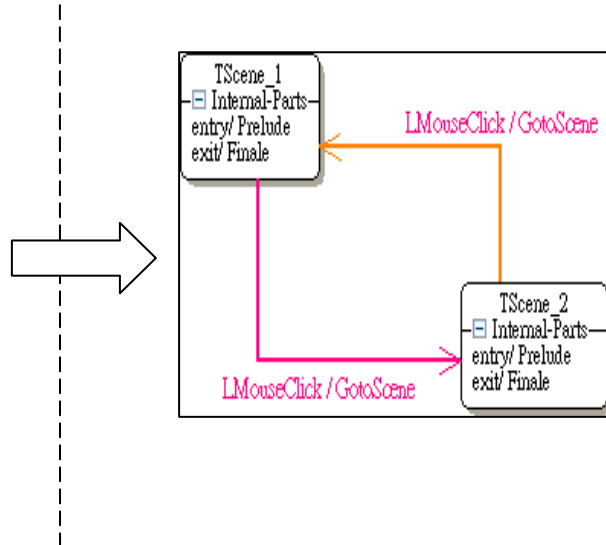 TScene_1
Internal-Parts
entry/ Prelude
exit/ Finale
LMouseClick / GotoScene
TScene_2
Internal-Parts
entry/ Prelude
exit/ Finale
LMouseClick / GotoScene